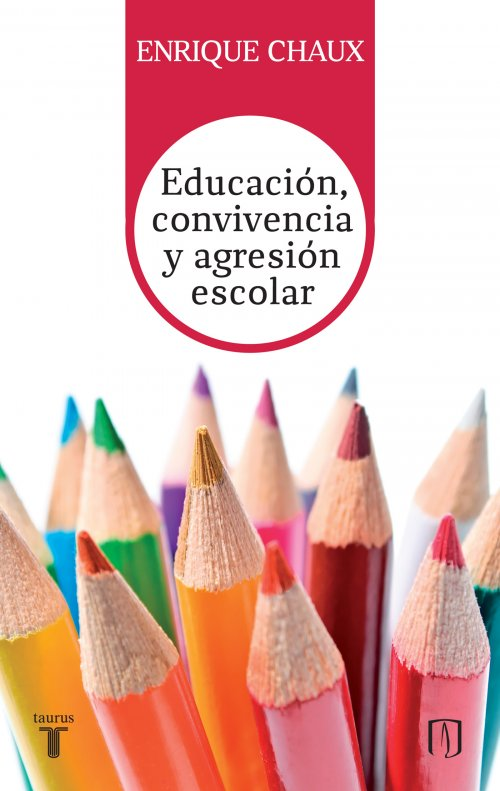 ENRIQUE CHAUX
Educación,
convivencia
y agresión
escolar
taurus